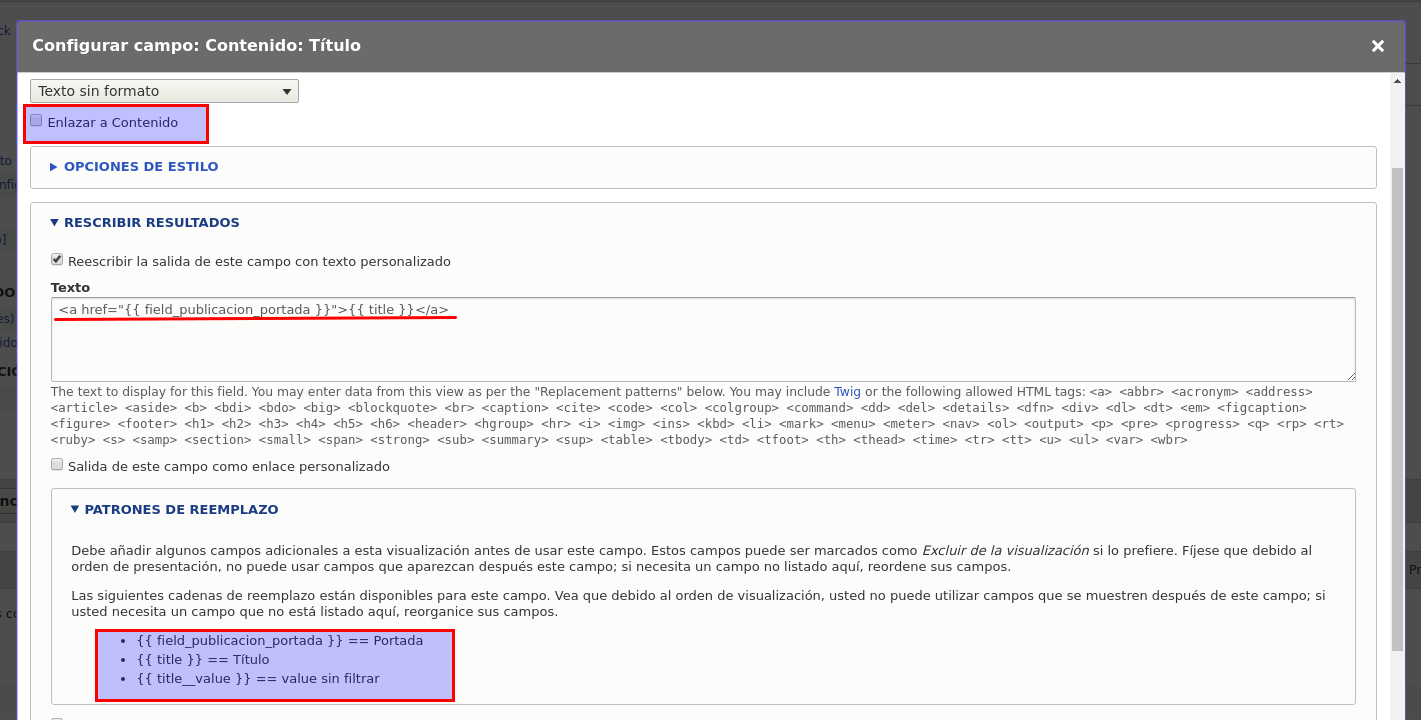 ck
Configurar campo: Contenido: Título
Texto sin formato
Enlazar a Contenido
to
nfig
OPCIONES DE ESTILO
RESCRIBIR RESULTADOS
Reescribir la salida de este campo con texto personalizado
Texto
DO
<a href="{{ field_publicacion_portada }}">{{ title }}</a>
es)
ido
CIO
The text to display for this field. You may enter data from this view as per the "Replacement patterns" below. You may include Twig or the following allowed HTML tags: <a> <abbr> <acronym> <address>
<article> <aside> <b> <bdi> <bdo> <big> <blockquote> <br> <caption> <cite> <code> <col> <colgroup> <command> <dd> <del> <details> <dfn> <div> <dl> <dt> <em> <figcaption>
<figure> <footer> <h1> <h2> <h3> <h4> <h5> <h6> <header> <hgroup> <hr> <i> <img> <ins> <kbd> <li> <mark> <menu> <meter> <nav> <ol> <output> <p> <pre> <progress> <q> <rp> <rt>
<ruby> <s> <samp> <section> <small> <span> <strong> <sub> <summary> <sup> <table> <tbody> <td> <tfoot> <th> <thead> <time> <tr> <tt> <u> <ul> <var> <wbr>
Salida de este campo como enlace personalizado
nc
PATRONES DE REEMPLAZO
Debe añadir algunos campos adicionales a esta visualización antes de usar este campo. Estos campos puede ser marcados como Excluir de la visualización si lo prefiere. Fíjese que debido al
orden de presentación, no puede usar campos que aparezcan después este campo; si necesita un campo no listado aquí, reordene sus campos.
Pr
Las siguientes cadenas de reemplazo están disponibles para este campo. Vea que debido al orden de visualización, usted no puede utilizar campos que se muestren después de este campo; si
usted necesita un campo que no está listado aquí, reorganice sus campos.
s co
• {{ field_publicacion_portada }} == Portada
• {{ title }} == Título
• {{ title__value }} == value sin filtrar